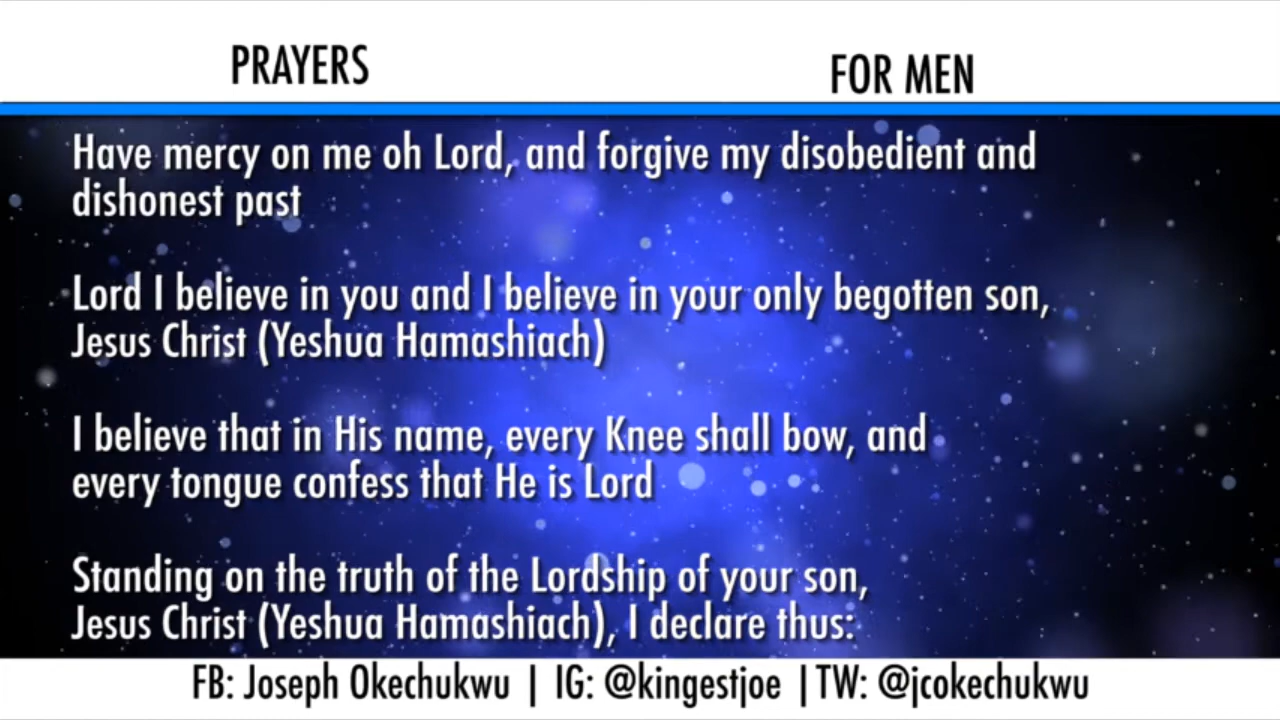 PRAYERS FOR MEN
Have mercy on me oh Lord, and forgive my disobedient and
dishonest past
Lord I believe in you and I believe in your only begotten son,
Jesus Christ (Yeshua Hamashiach)
I believe that in His name, every Knee shall bow, and
every tongue confess that He is Lord
Standing on the truth of the Lordship of your son,
Jesus Christ (Yeshua Hamashiach), I declare thus:
FB: Joseph Okechukwu | IG: @kingestjoe | TW: @jcokechukwu